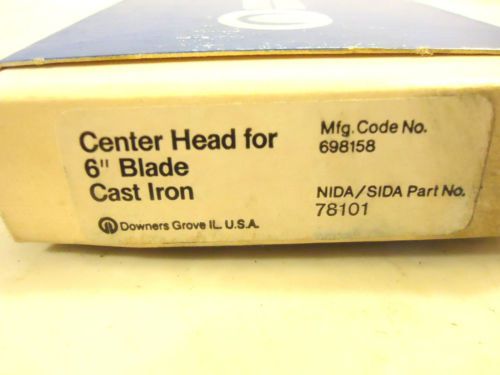 Center Head for
6" Blade
Cast Iron
Downers Grove IL. U.S.A.
Mfg. Code No.
698158
NIDA/SIDA Part No.
78101